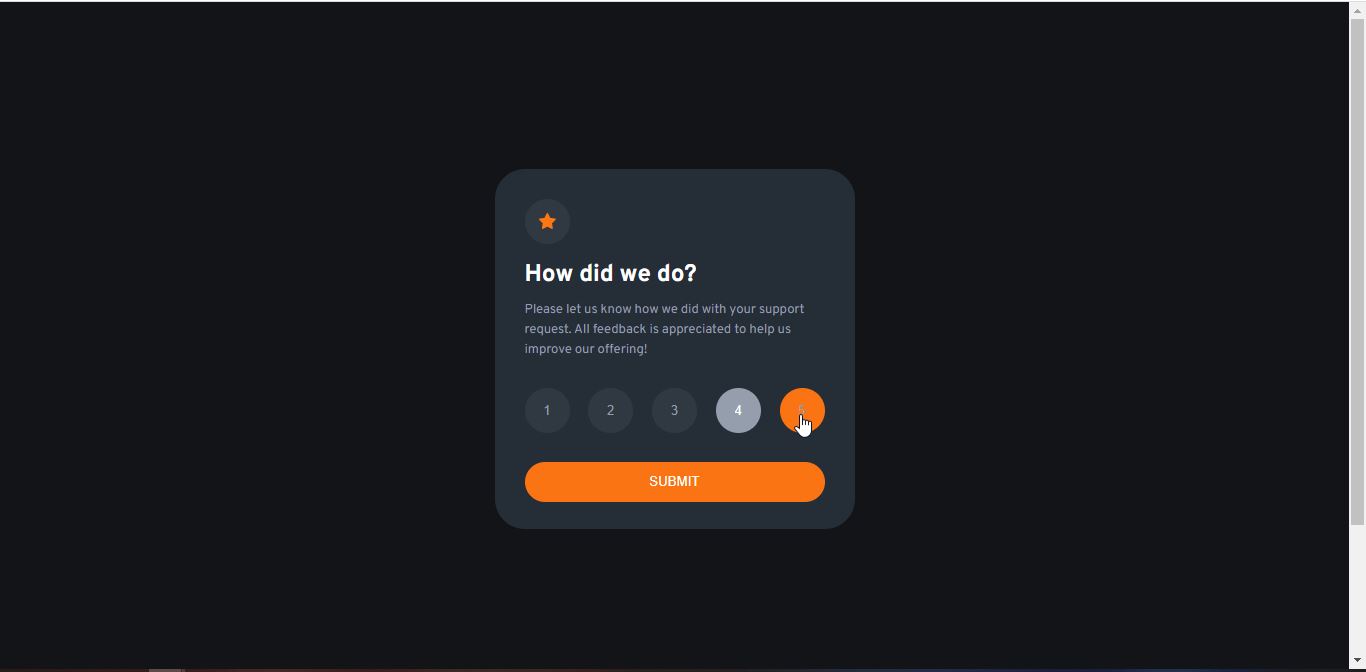 How did we do?
Please let us know how we did with your support
request. All feedback is appreciated to help us
improve our offering!
1 2 3 4 5
SUBMIT